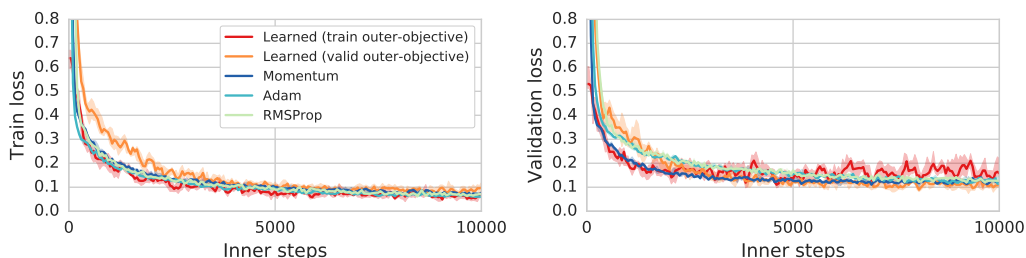 0.8
0.7
0.6
0.5
0.4
0.3
0.2
0.1
0.0
Train loss
0
5000
10000
Inner steps
Learned (train outer-objective)
Learned (valid outer-objective)
Momentum
Adam
RMSProp
0.8
0.7
0.6
0.5
0.4
0.3
0.2
0.1
0.0
Validation loss
0
5000
10000
Inner steps